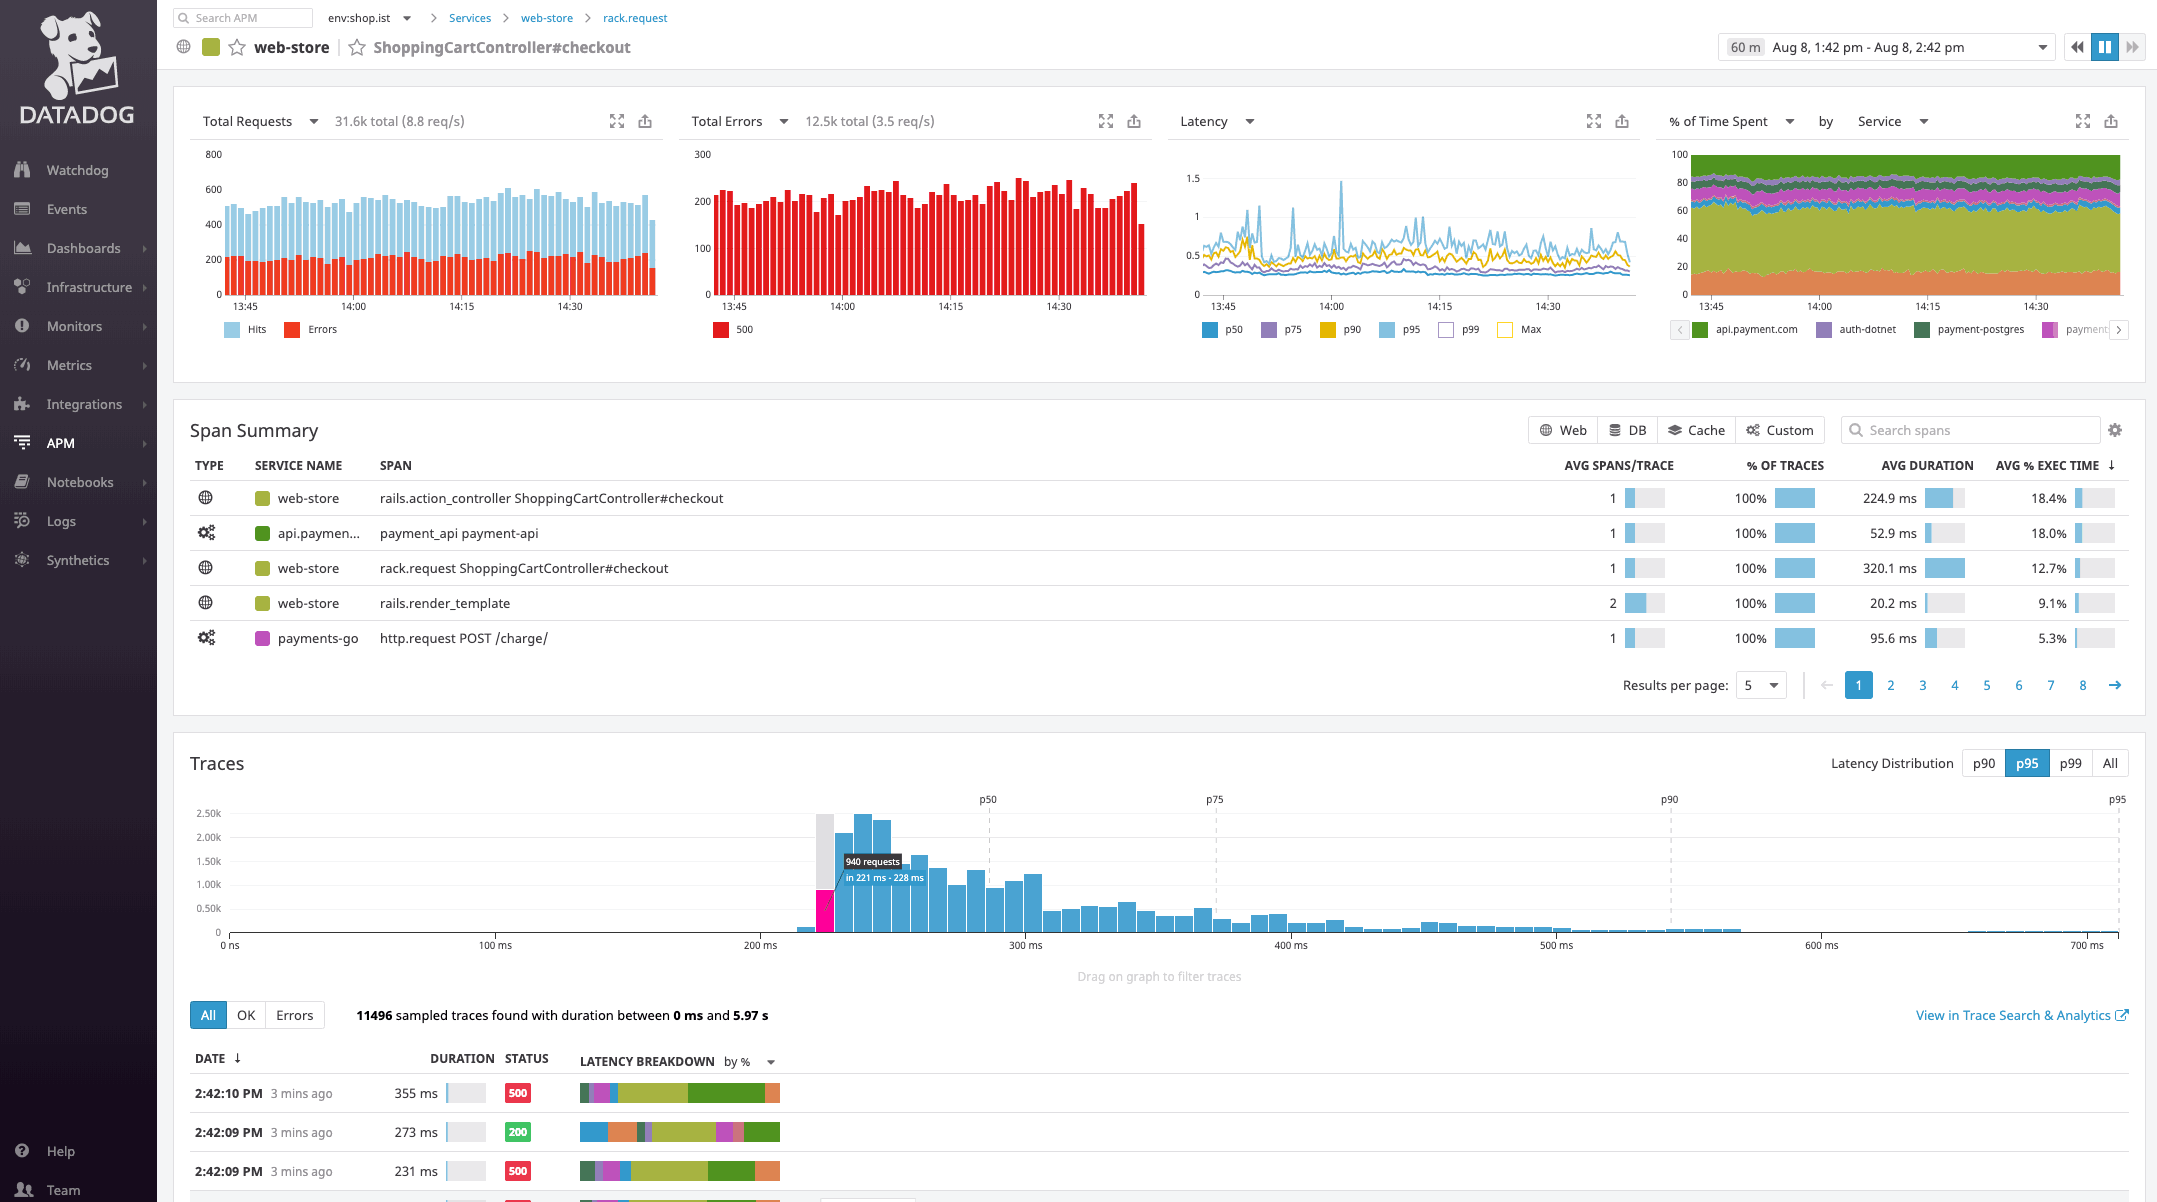 Search APM env:shop.ist Services web-store rack.request
web-store ShoppingCartController#checkout
60 m Aug 8, 1:42 pm - Aug 8, 2:42 pm
DATADOG
Watchdog
Events
Dashboards
Infrastructure
Monitors
Metrics
Integrations
APM
Notebooks
Logs
Synthetics
Help
Team
Total Requests 31.6k total (8.8 req/s)
800
600
400
200
0
13:45 14:00 14:15 14:30
Hits Errors
Total Errors 12.5k total (3.5 req/s)
300
200
100
0
13:45 14:00 14:15 14:30
500
Latency
1.5
1
0.5
0
13:45 14:00 14:15 14:30
p50 p75 p90 p95 p99 Max
% of Time Spent by Service
100
80
60
40
20
0
13:45 14:00 14:15 14:30
api.payment.com auth-dotnet payment-postgres payment
Span Summary
Web DB Cache Custom Search spans
TYPE SERVICE NAME SPAN AVG SPANS/TRACE % OF TRACES AVG DURATION AVG % EXEC TIME ↓
web-store rails.action_controller ShoppingCartController#checkout 1 100% 224.9 ms 18.4%
api.paymen... payment_api payment-api 1 100% 52.9 ms 18.0%
web-store rack.request ShoppingCartController#checkout 1 100% 320.1 ms 12.7%
web-store rails.render_template 2 100% 20.2 ms 9.1%
payments-go http.request POST /charge/ 1 100% 95.6 ms 5.3%
Results per page: 5 ← 1 2 3 4 5 6 7 8 →
Traces
Latency Distribution p90 p95 p99 All
p50 p75 p90 p95
2.50k
2.00k
1.50k
1.00k
0.50k
0
940 requests
in 221 ms - 228 ms
0 ns 100 ms 200 ms 300 ms 400 ms 500 ms 600 ms 700 ms
Drag on graph to filter traces
All OK Errors 11496 sampled traces found with duration between 0 ms and 5.97 s
View in Trace Search & Analytics
DATE ↓ DURATION STATUS LATENCY BREAKDOWN by %
2:42:10 PM 3 mins ago 355 ms 500
2:42:09 PM 3 mins ago 273 ms 200
2:42:09 PM 3 mins ago 231 ms 500